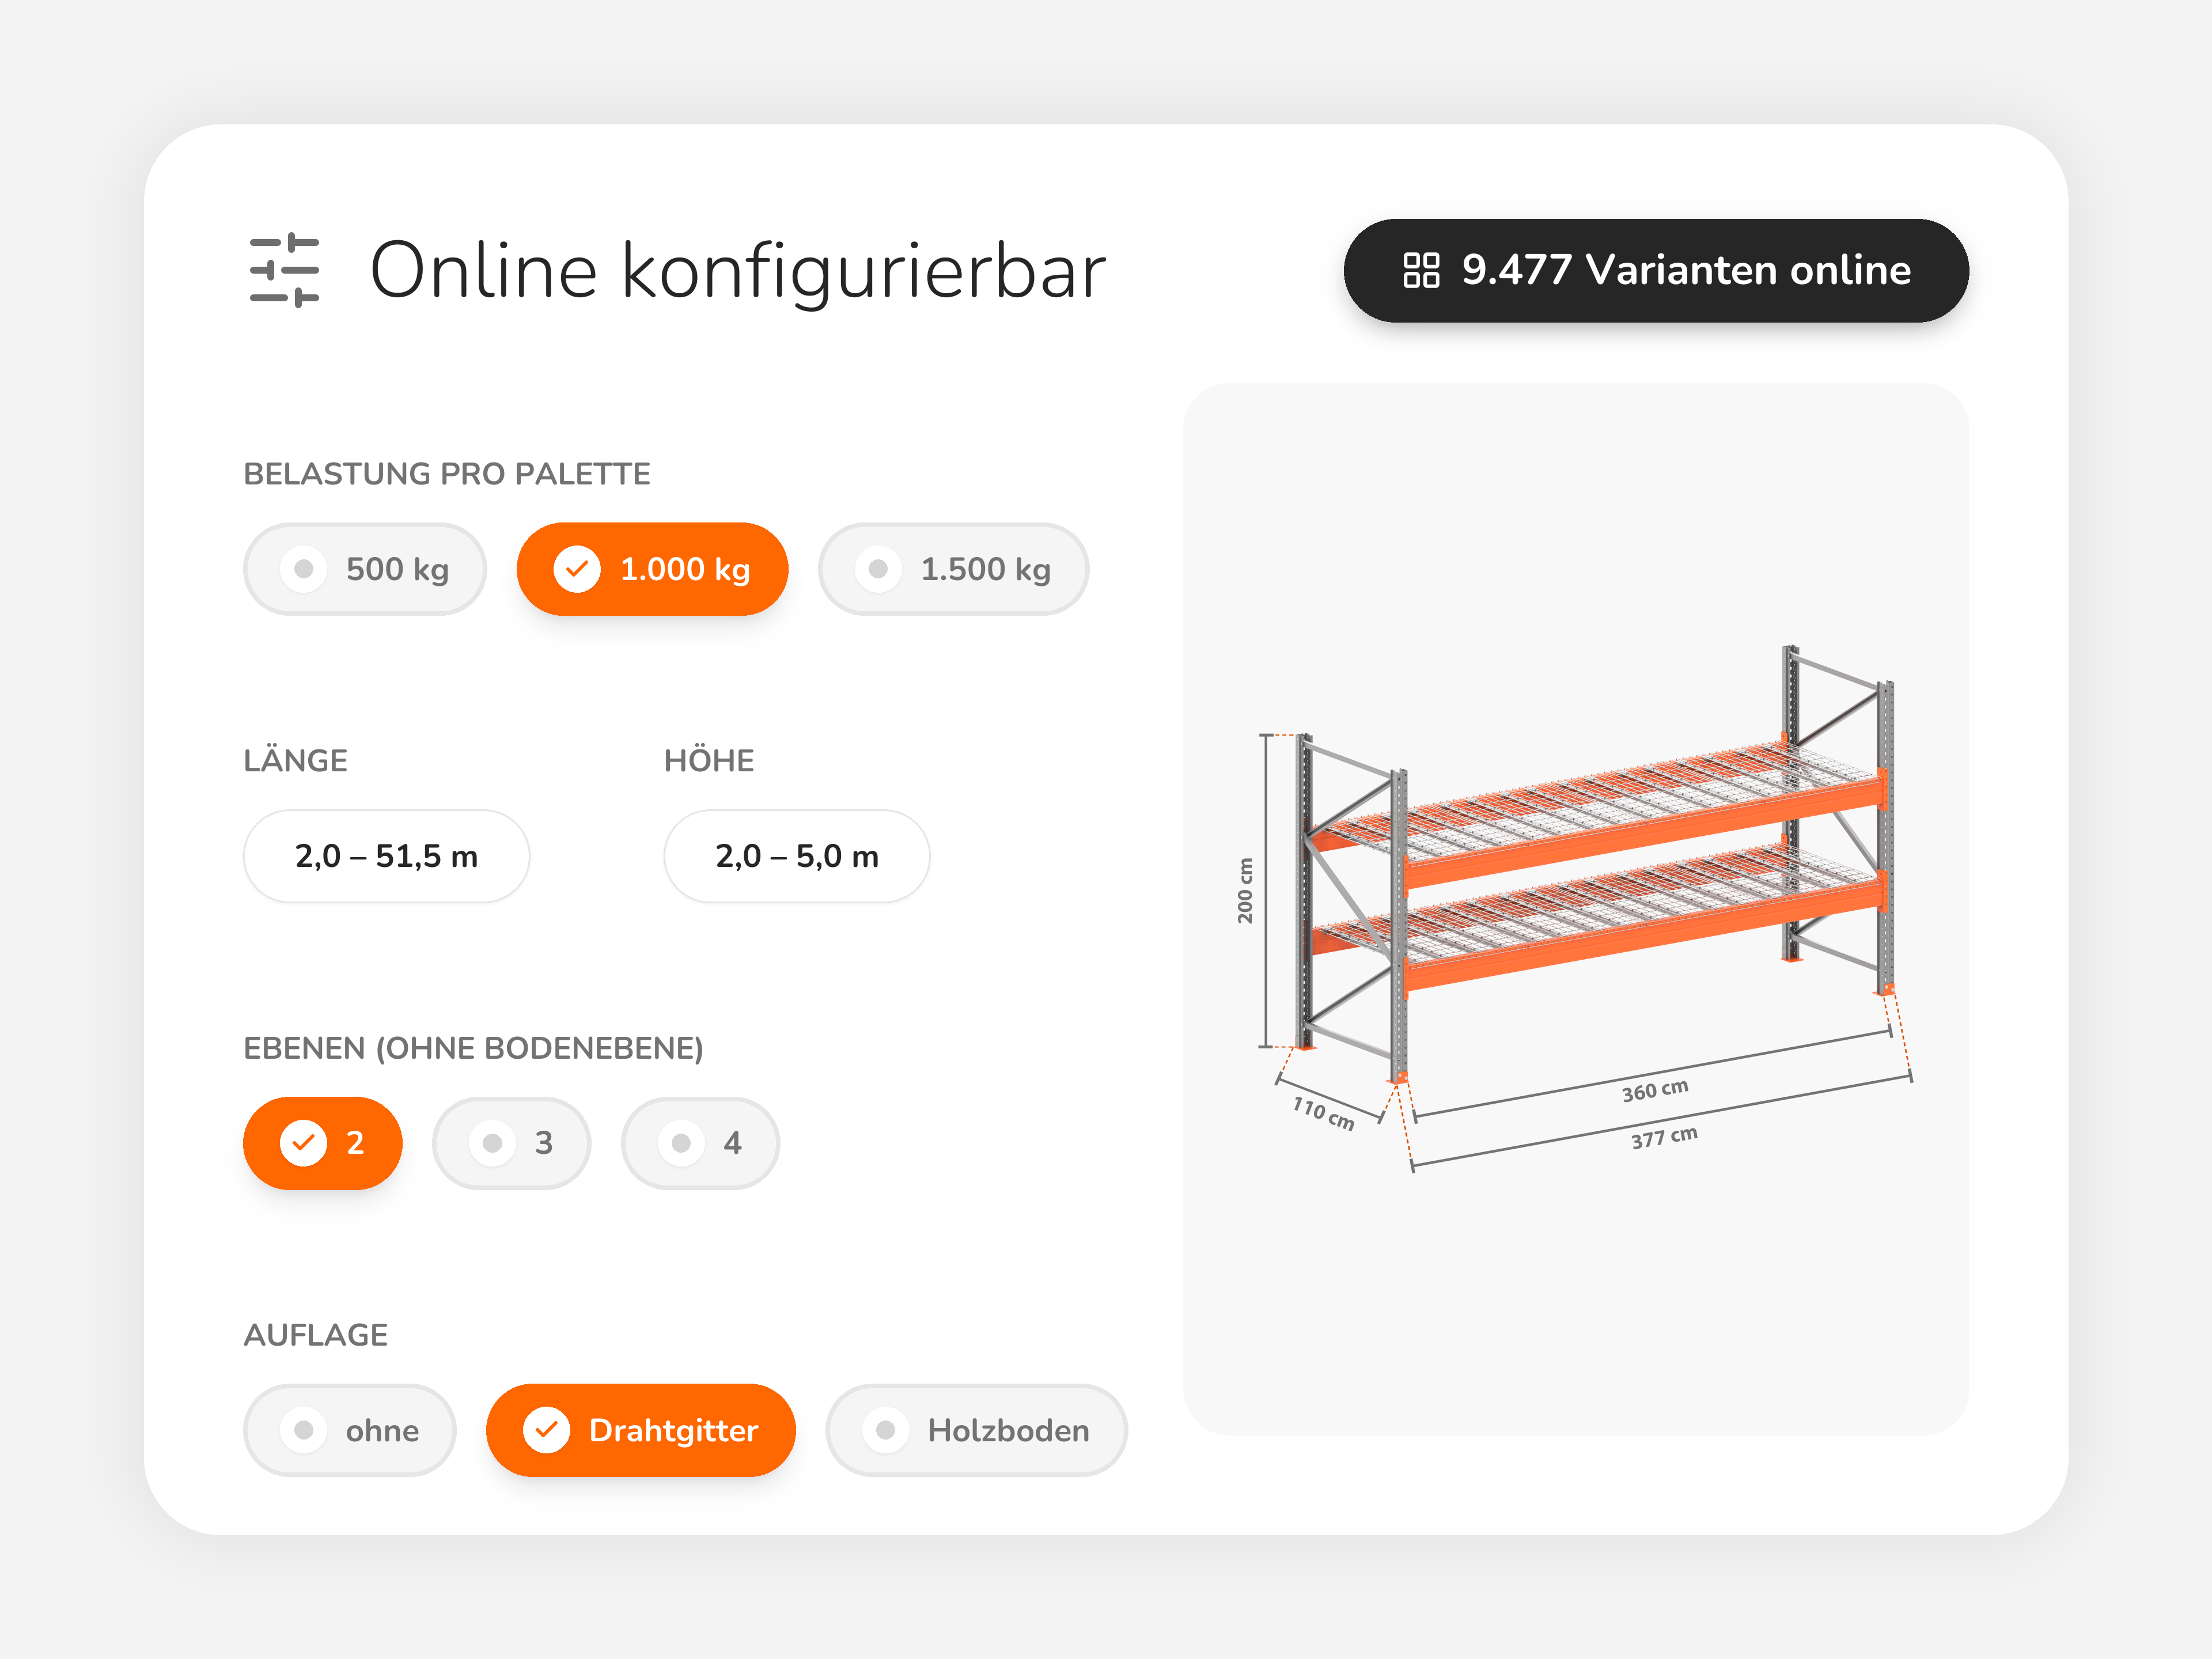 Online konfigurierbar
9.477 Varianten online
BELASTUNG PRO PALETTE
500 kg
1.000 kg
1.500 kg
LÄNGE
HÖHE
2,0 – 51,5 m
2,0 – 5,0 m
EBENEN (OHNE BODENEBENE)
2
3
4
AUFLAGE
ohne
Drahtgitter
Holzboden
200 cm
110 cm
360 cm
377 cm